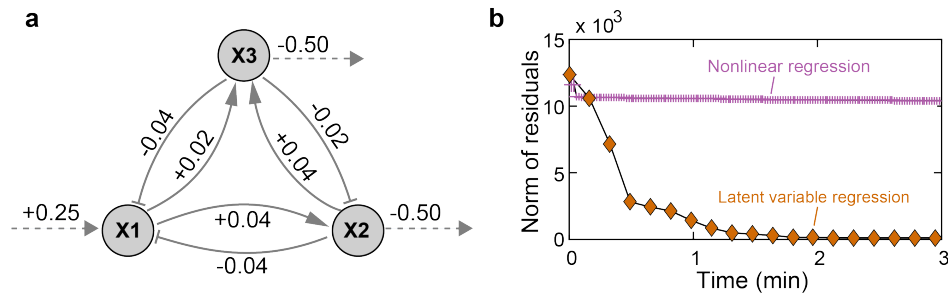 a
X3
-0.50
-0.04
+0.02
-0.02
+0.04
+0.25
X1
+0.04
X2
-0.50
-0.04
b
x 10³
15
10
5
0
Norm of residuals
Nonlinear regression
Latent variable regression
0 1 2 3
Time (min)